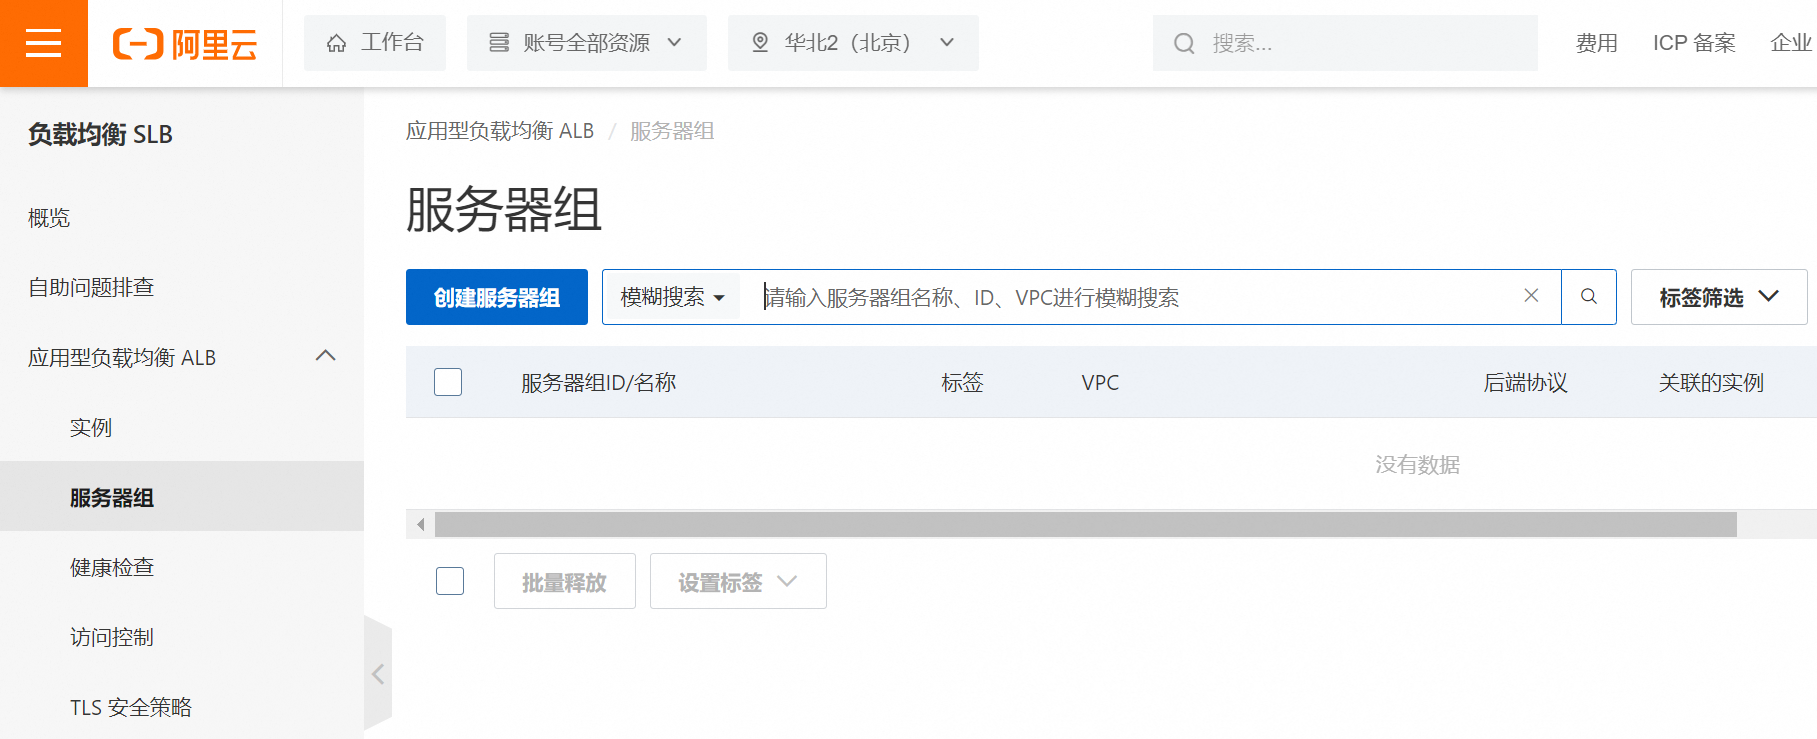 阿里云 工作台 账号全部资源 华北2（北京） 搜索... 费用 ICP 备案 企业
负载均衡 SLB
概览
自助问题排查
应用型负载均衡 ALB
实例
服务器组
健康检查
访问控制
TLS 安全策略
应用型负载均衡 ALB / 服务器组
服务器组
创建服务器组 模糊搜索 请输入服务器组名称、ID、VPC进行模糊搜索 标签筛选
服务器组ID/名称 标签 VPC 后端协议 关联的实例
没有数据
批量释放 设置标签